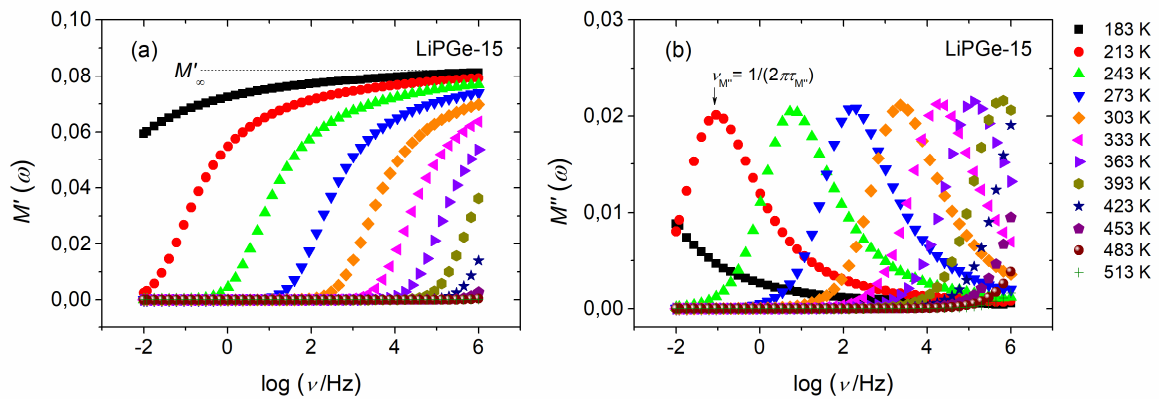 (a)
LiPGe-15
M'∞
0,10
0,08
0.06
0.04
0.02
0.00
M' (ω)
-2
0
2
4
6
log (ν/Hz)
(b)
LiPGe-15
νM''= 1/(2πτM'')
0,03
0,02
0,01
0,00
M'' (ω)
-2
0
2
4
6
log (ν/Hz)
183 K
213 K
243 K
273 K
303 K
333 K
363 K
393 K
423 K
453 K
483 K
513 K